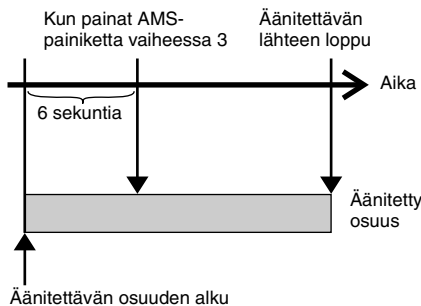 Kun painat AMS-
painiketta vaiheessa 3
Äänitettävän
lähteen loppu
Aika
6 sekuntia
Äänitetty
osuus
Äänitettävän osuuden alku